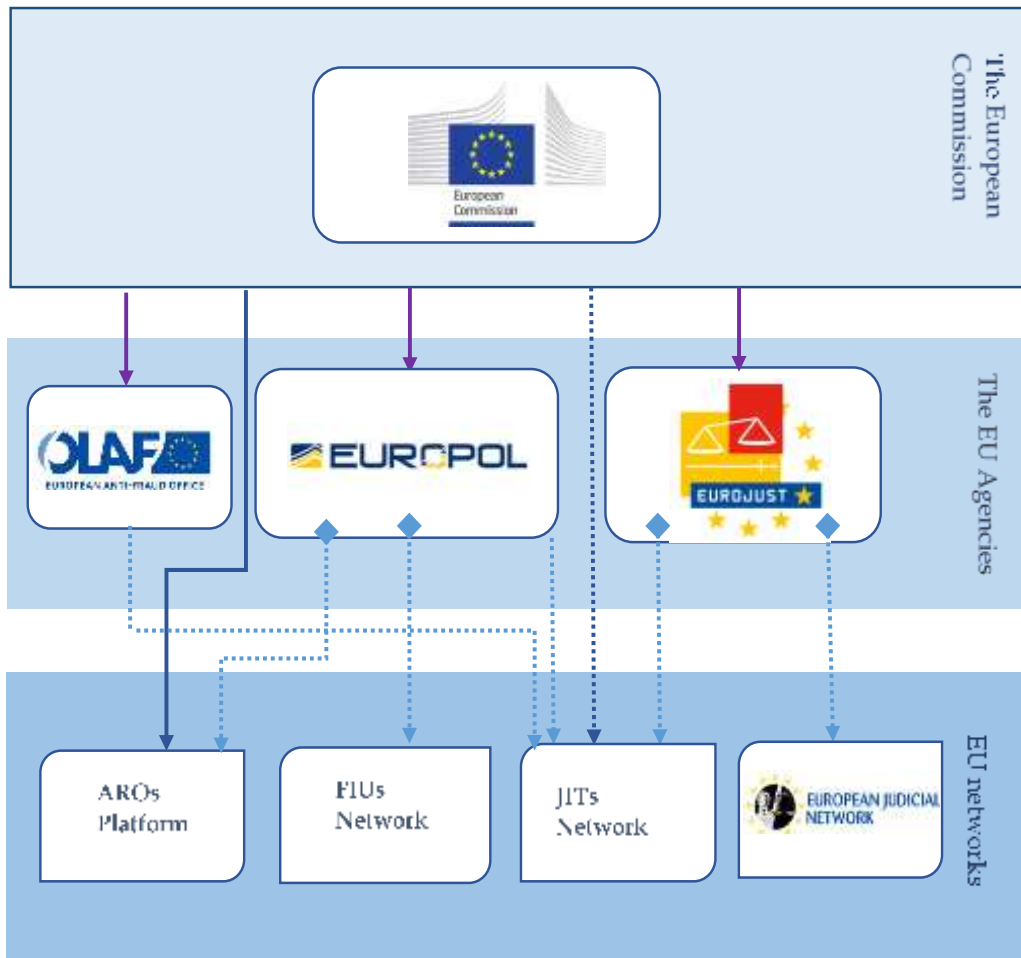 The European
Commission
European
Commission
The EU Agencies
OLAF
EUROPEAN ANTI-FRAUD OFFICE
EUROPOL
EUROJUST
EU networks
AROs
Platform
FIUs
Network
JITs
Network
EUROPEAN JUDICIAL
NETWORK